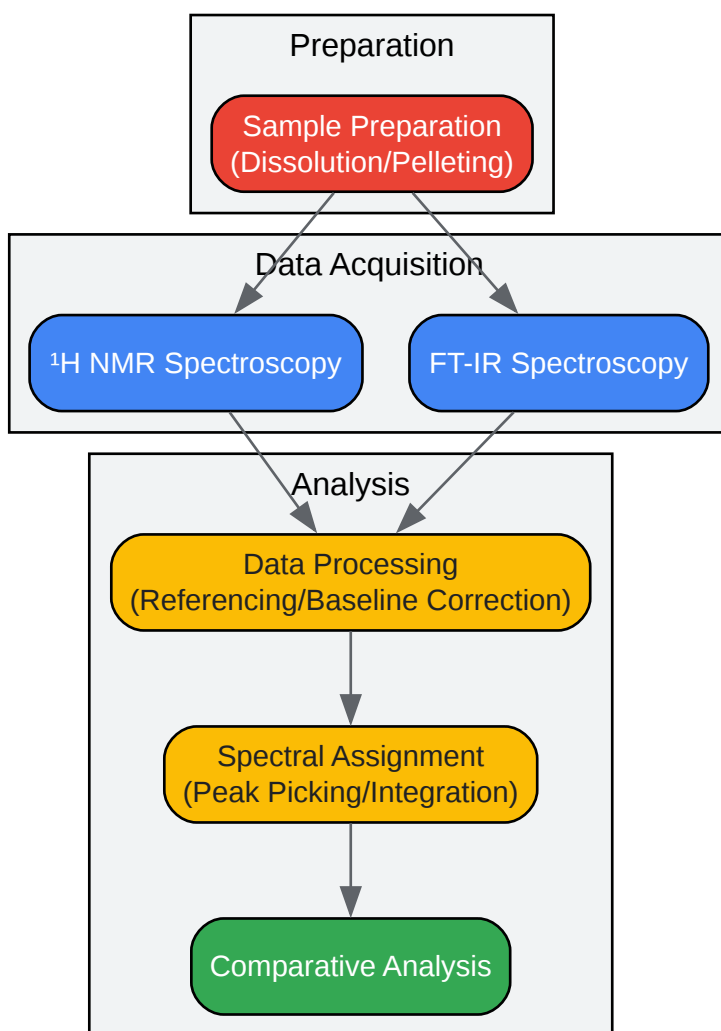 Preparation
Sample Preparation
(Dissolution/Pelleting)
Data Acquisition
¹H NMR Spectroscopy
FT-IR Spectroscopy
Analysis
Data Processing
(Referencing/Baseline Correction)
Spectral Assignment
(Peak Picking/Integration)
Comparative Analysis